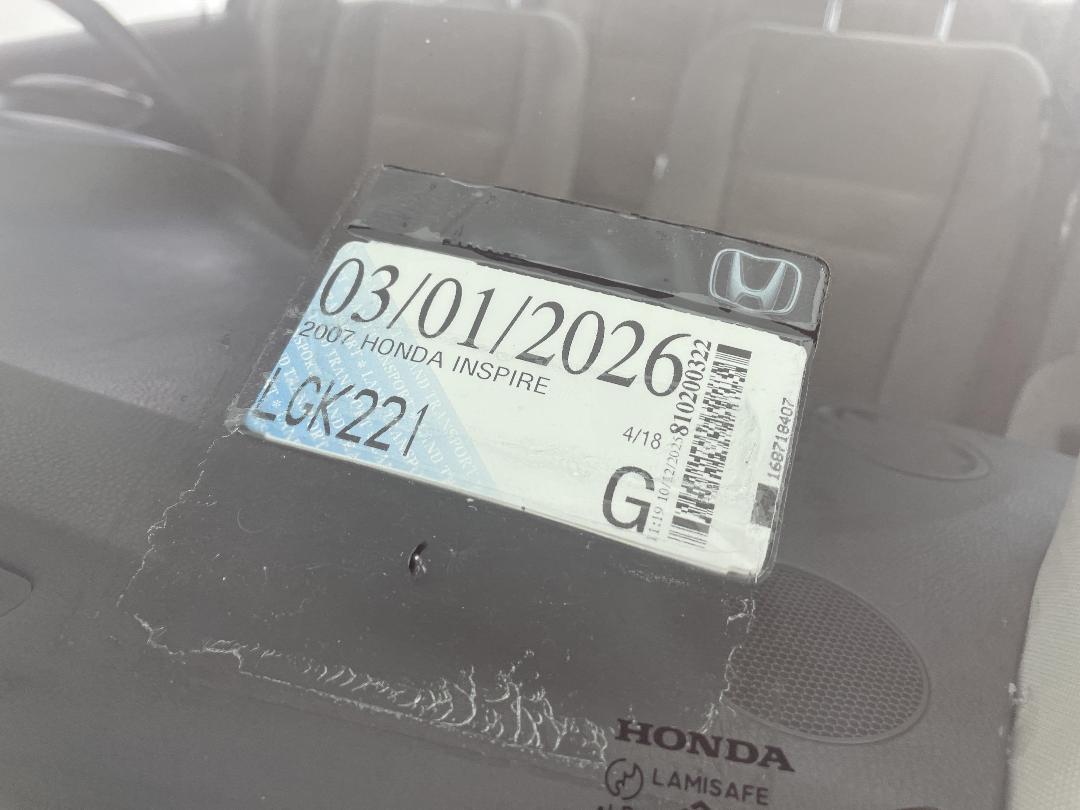 03/01/2026
2007 HONDA INSPIRE
LGK221
4/18
G
11:19 10/12/2025
810200322
168718407
HONDA
LAMISAFE